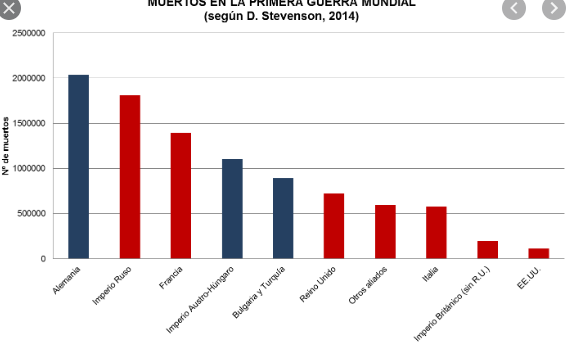 MUERTOS EN LA PRIMERA GUERRA MUNDIAL
(según D. Stevenson, 2014)
2500000
2000000
1500000
1000000
500000
0
Nº de muertos
Alemania
Imperio Ruso
Francia
Imperio Austro-Húngaro
Bulgaria y Turquía
Reino Unido
Otros aliados
Italia
Imperio Británico (sin R.U.)
EE.UU.